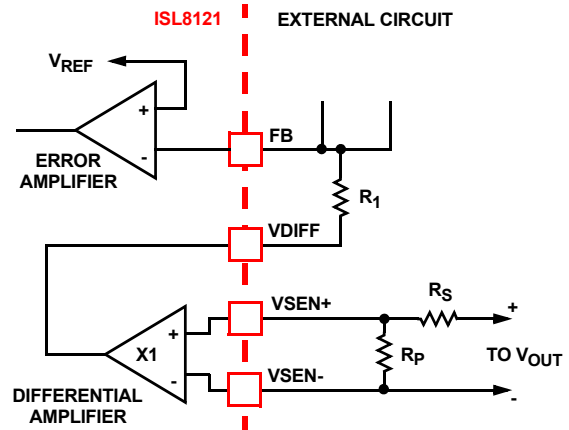 ISL8121
EXTERNAL CIRCUIT
VREF
+
-
FB
ERROR
AMPLIFIER
R1
VDIFF
VSEN+
RS
+
+
X1
RP
TO VOUT
-
VSEN-
-
DIFFERENTIAL
AMPLIFIER